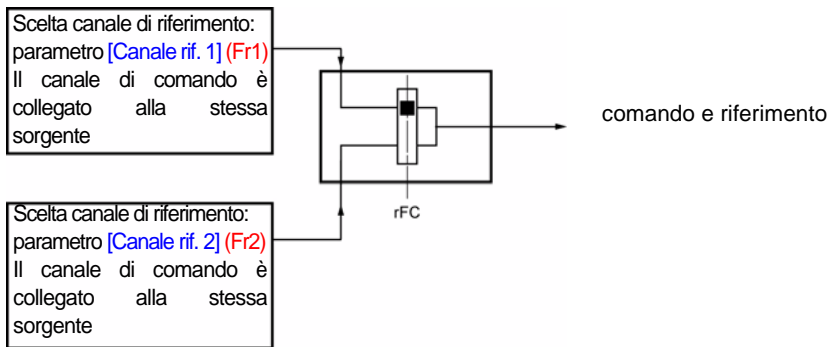 Scelta canale di riferimento:
parametro [Canale rif. 1] (Fr1)
Il canale di comando è
collegato alla stessa
sorgente
comando e riferimento
rFC
Scelta canale di riferimento:
parametro [Canale rif. 2] (Fr2)
Il canale di comando è
collegato alla stessa
sorgente